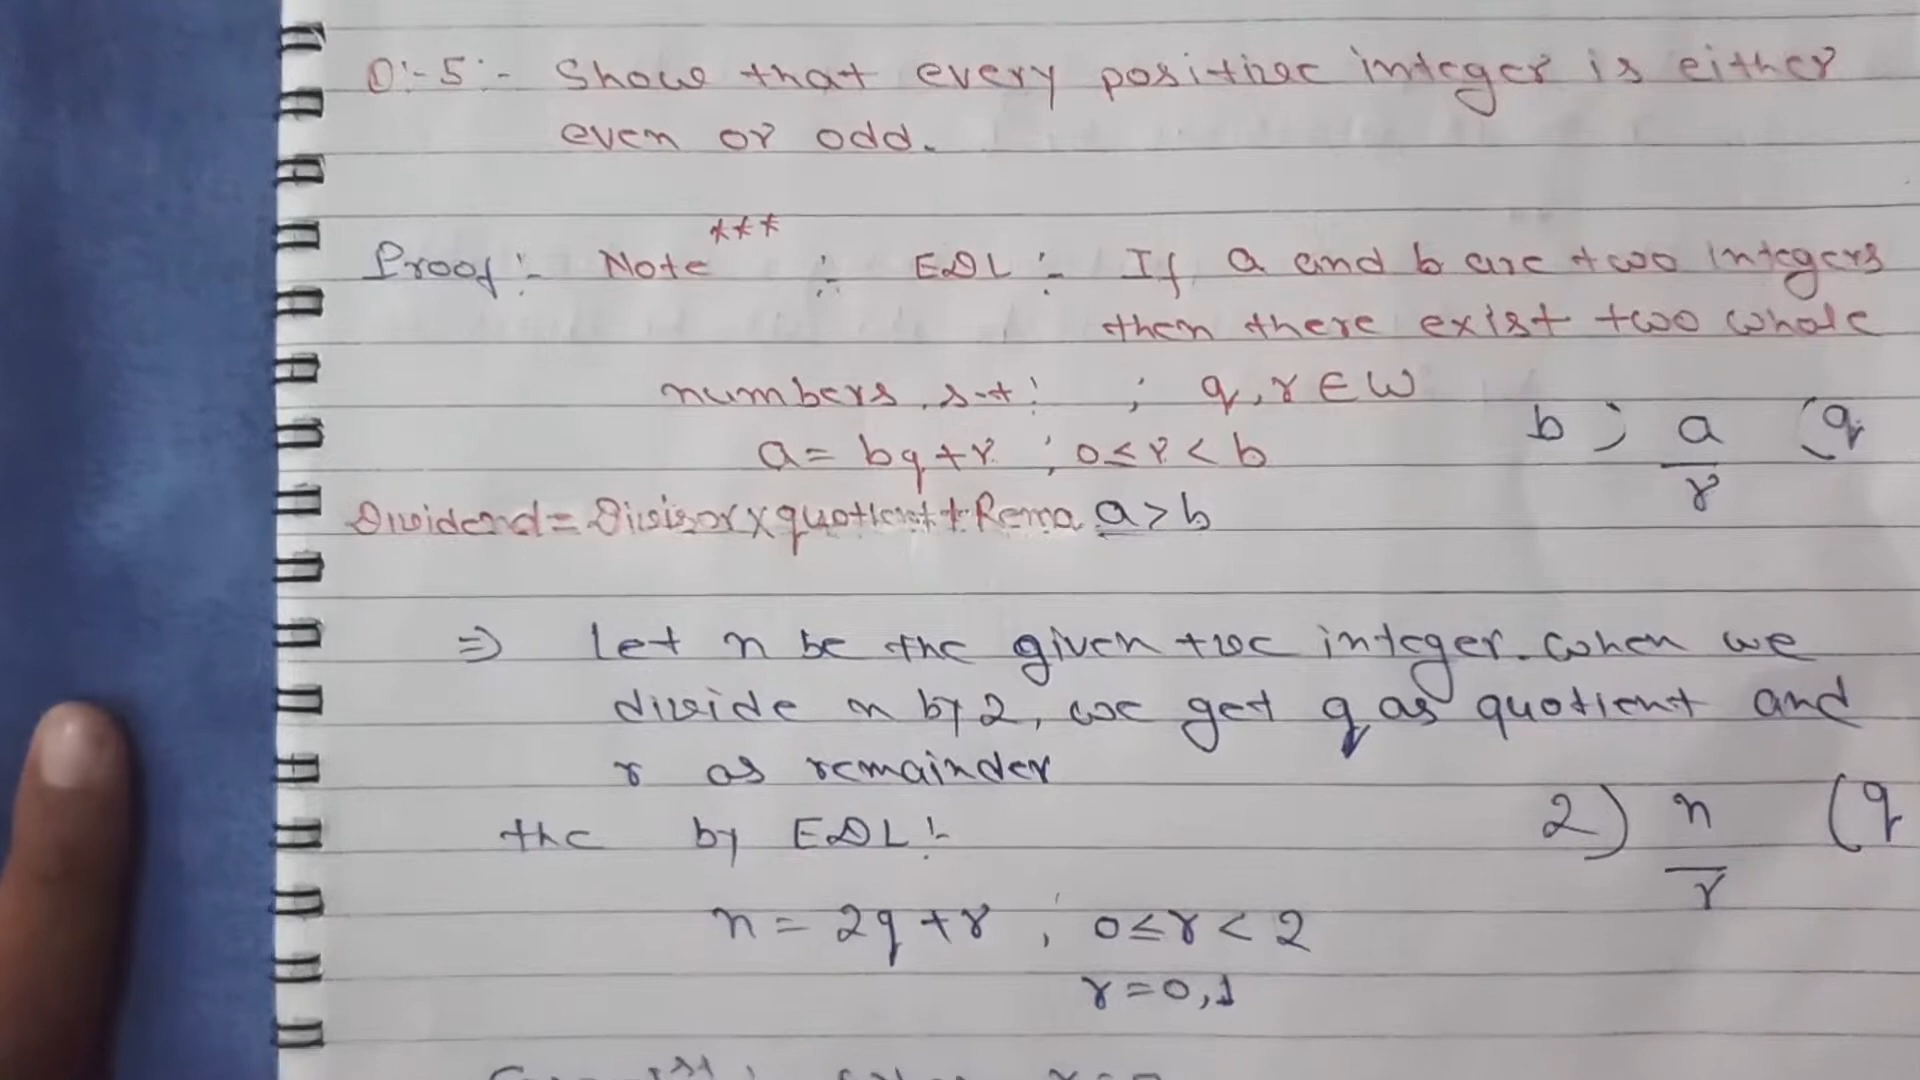 Q:-5:- Show that every positive integer is either
even or odd.
Proof:- Note *** :- EDL:- If a and b are two integers
then there exist two whole
numbers s.t: ; q, r ∈ W
a = bq + r ; 0 ≤ r < b
b ) a ( q
r
Dividend = Divisor x quotient + Rema a > b
⇒ Let n be the given +ve integer. When we
divide n by 2, we get q as quotient and
r as remainder
the by EDL:-
2 ) n ( q
r
n = 2q + r , 0 ≤ r < 2
r = 0, 1